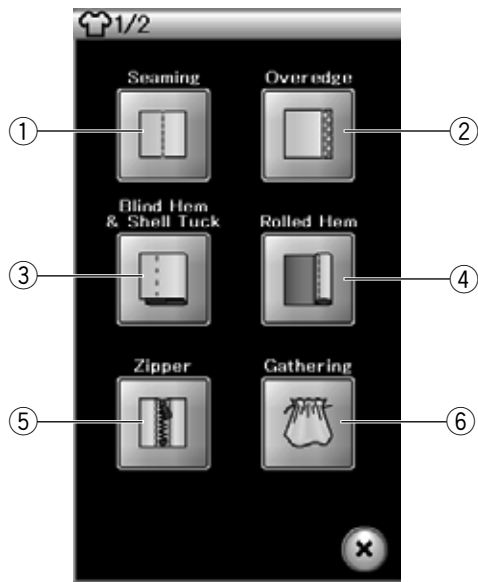 1/2
Seaming
Overedge
①
②
Blind Hem
& Shell Tuck
Rolled Hem
③
④
Zipper
Gathering
⑤
⑥